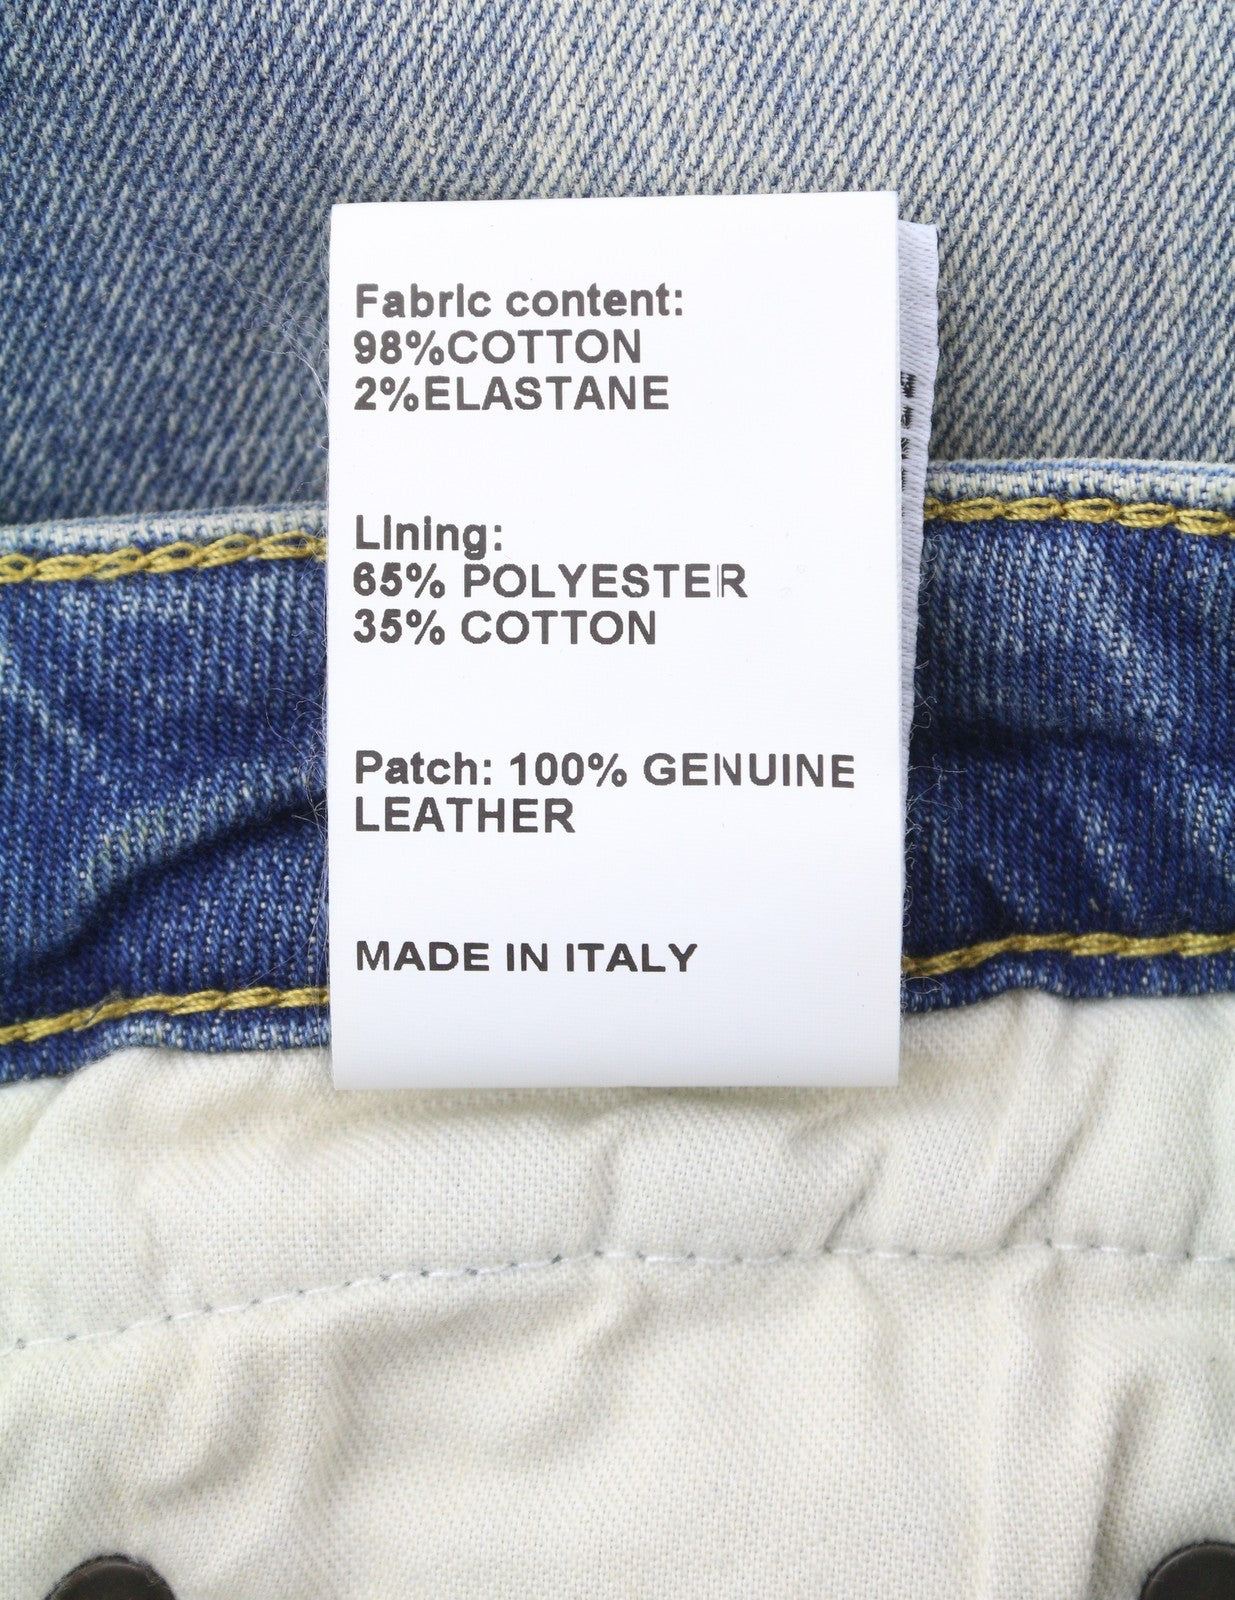 Fabric content:
98%COTTON
2%ELASTANE
Lining:
65% POLYESTER
35% COTTON
Patch: 100% GENUINE
LEATHER
MADE IN ITALY